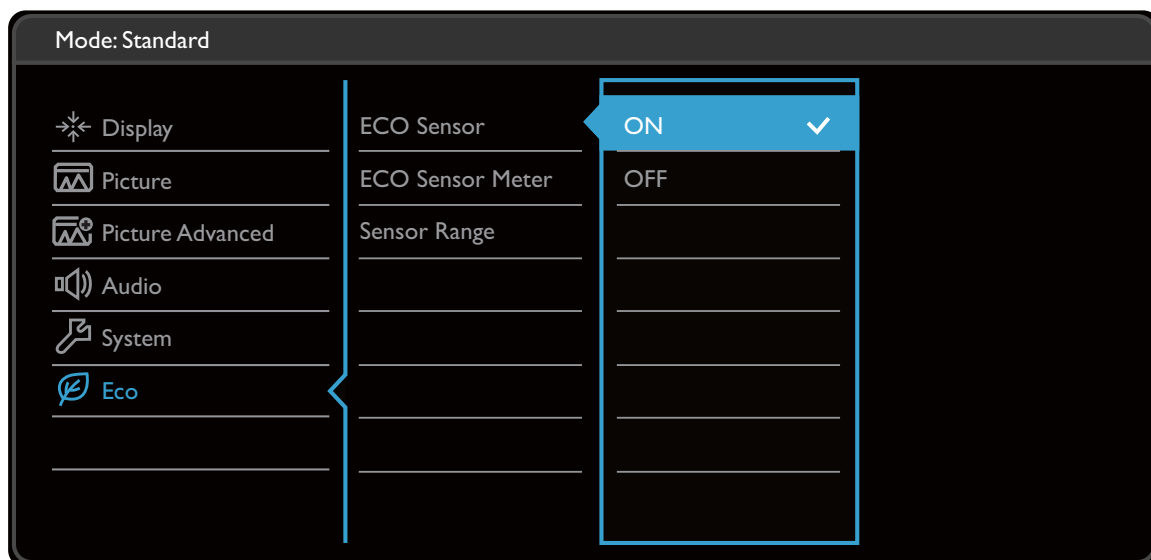 Mode: Standard
Display
Picture
Picture Advanced
Audio
System
Eco
ECO Sensor
ECO Sensor Meter
Sensor Range
ON
OFF